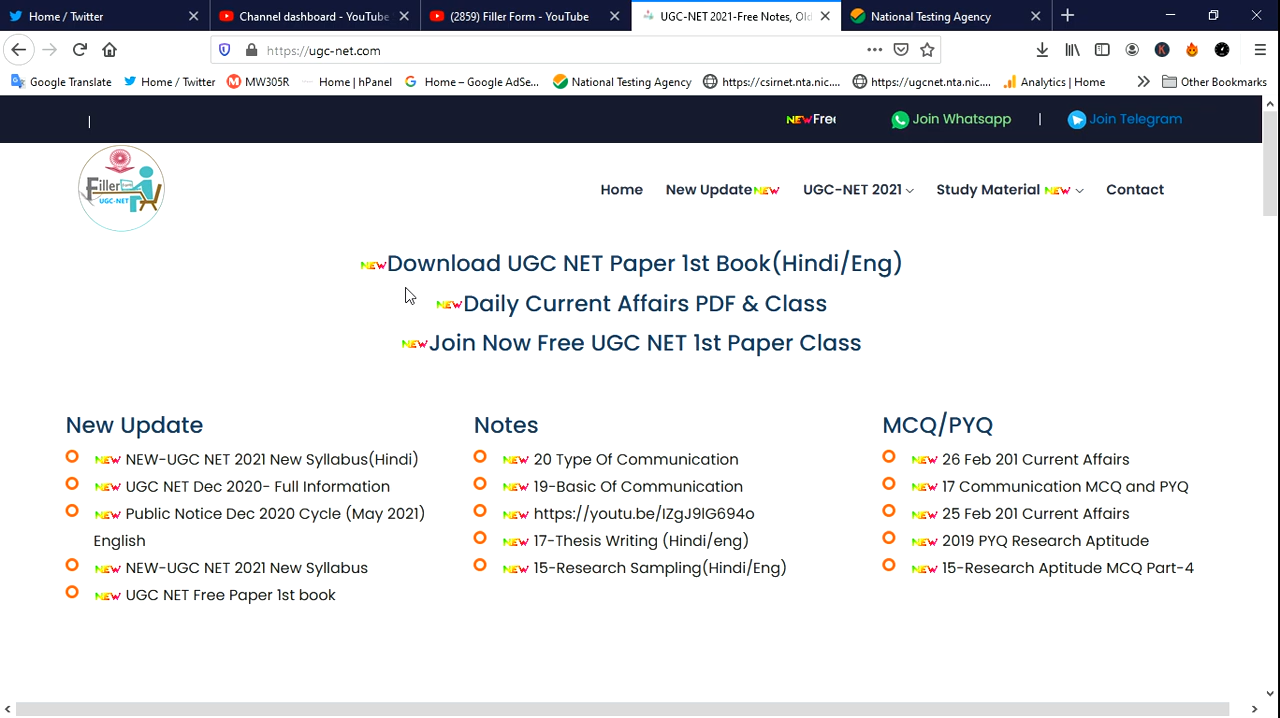 Home / Twitter
Channel dashboard - YouTube
(2859) Filler Form - YouTube
UGC-NET 2021-Free Notes, Old
National Testing Agency
https://ugc-net.com
Google Translate
Home / Twitter
MW305R
Home | hPanel
Home – Google AdSe...
National Testing Agency
https://csirnet.nta.nic....
https://ugcnet.nta.nic....
Analytics | Home
Other Bookmarks
NEW Free
Join Whatsapp
|
Join Telegram
Filler
UGC-NET
Home
New Update NEW
UGC-NET 2021
Study Material NEW
Contact
NEW Download UGC NET Paper 1st Book(Hindi/Eng)
NEW Daily Current Affairs PDF & Class
NEW Join Now Free UGC NET 1st Paper Class
New Update
NEW NEW-UGC NET 2021 New Syllabus(Hindi)
NEW UGC NET Dec 2020- Full Information
NEW Public Notice Dec 2020 Cycle (May 2021)
English
NEW NEW-UGC NET 2021 New Syllabus
NEW UGC NET Free Paper 1st book
Notes
NEW 20 Type Of Communication
NEW 19-Basic Of Communication
NEW https://youtu.be/IZgJ9IG694o
NEW 17-Thesis Writing (Hindi/eng)
NEW 15-Research Sampling(Hindi/Eng)
MCQ/PYQ
NEW 26 Feb 201 Current Affairs
NEW 17 Communication MCQ and PYQ
NEW 25 Feb 201 Current Affairs
NEW 2019 PYQ Research Aptitude
NEW 15-Research Aptitude MCQ Part-4